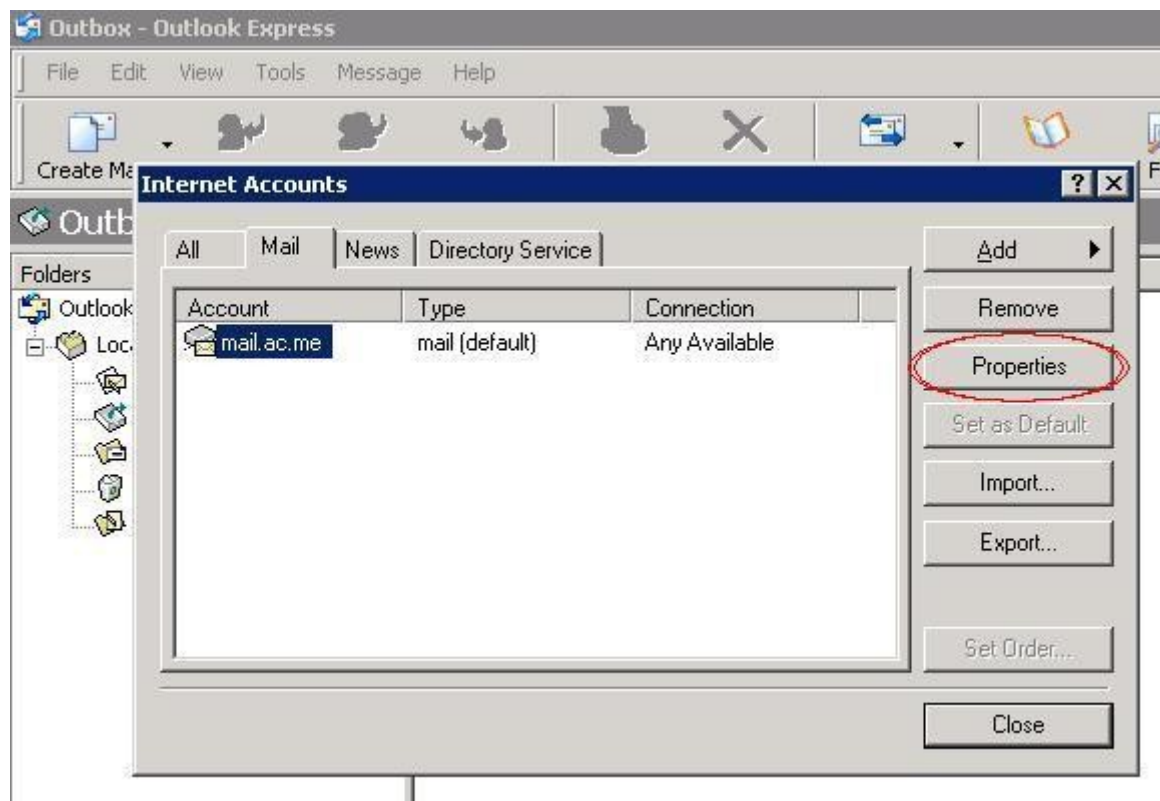 Outbox - Outlook Express
File Edit View Tools Message Help
Create Ma
Internet Accounts
Outb
All Mail News Directory Service
Add
Folders
Outlook
Account Type Connection
Remove
Loc
mail.ac.me mail (default) Any Available
Properties
Set as Default
Import...
Export...
Set Order...
Close